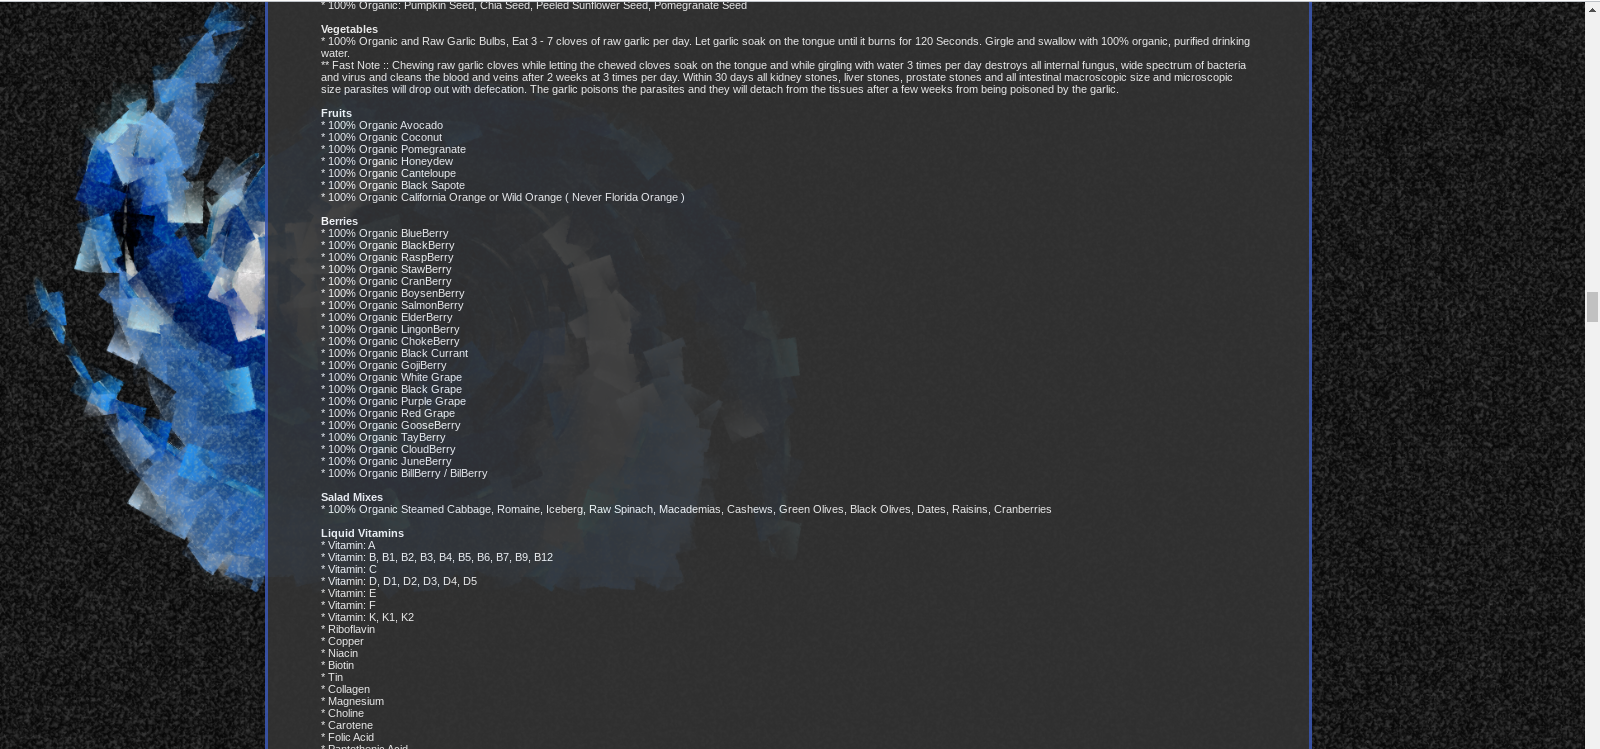 * 100% Organic: Pumpkin Seed, Chia Seed, Peeled Sunflower Seed, Pomegranate Seed
Vegetables
* 100% Organic and Raw Garlic Bulbs, Eat 3 - 7 cloves of raw garlic per day. Let garlic soak on the tongue until it burns for 120 Seconds. Girgle and swallow with 100% organic, purified drinking
water.
** Fast Note :: Chewing raw garlic cloves while letting the chewed cloves soak on the tongue and while girgling with water 3 times per day destroys all internal fungus, wide spectrum of bacteria
and virus and cleans the blood and veins after 2 weeks at 3 times per day. Within 30 days all kidney stones, liver stones, prostate stones and all intestinal macroscopic size and microscopic
size parasites will drop out with defecation. The garlic poisons the parasites and they will detach from the tissues after a few weeks from being poisoned by the garlic.
Fruits
* 100% Organic Avocado
* 100% Organic Coconut
* 100% Organic Pomegranate
* 100% Organic Honeydew
* 100% Organic Canteloupe
* 100% Organic Black Sapote
* 100% Organic California Orange or Wild Orange ( Never Florida Orange )
Berries
* 100% Organic BlueBerry
* 100% Organic BlackBerry
* 100% Organic RaspBerry
* 100% Organic StawBerry
* 100% Organic CranBerry
* 100% Organic BoysenBerry
* 100% Organic SalmonBerry
* 100% Organic ElderBerry
* 100% Organic LingonBerry
* 100% Organic ChokeBerry
* 100% Organic Black Currant
* 100% Organic GojiBerry
* 100% Organic White Grape
* 100% Organic Black Grape
* 100% Organic Purple Grape
* 100% Organic Red Grape
* 100% Organic GooseBerry
* 100% Organic TayBerry
* 100% Organic CloudBerry
* 100% Organic JuneBerry
* 100% Organic BillBerry / BilBerry
Salad Mixes
* 100% Organic Steamed Cabbage, Romaine, Iceberg, Raw Spinach, Macademias, Cashews, Green Olives, Black Olives, Dates, Raisins, Cranberries
Liquid Vitamins
* Vitamin: A
* Vitamin: B, B1, B2, B3, B4, B5, B6, B7, B9, B12
* Vitamin: C
* Vitamin: D, D1, D2, D3, D4, D5
* Vitamin: E
* Vitamin: F
* Vitamin: K, K1, K2
* Riboflavin
* Copper
* Niacin
* Biotin
* Tin
* Collagen
* Magnesium
* Choline
* Carotene
* Folic Acid
* Pantothenic Acid